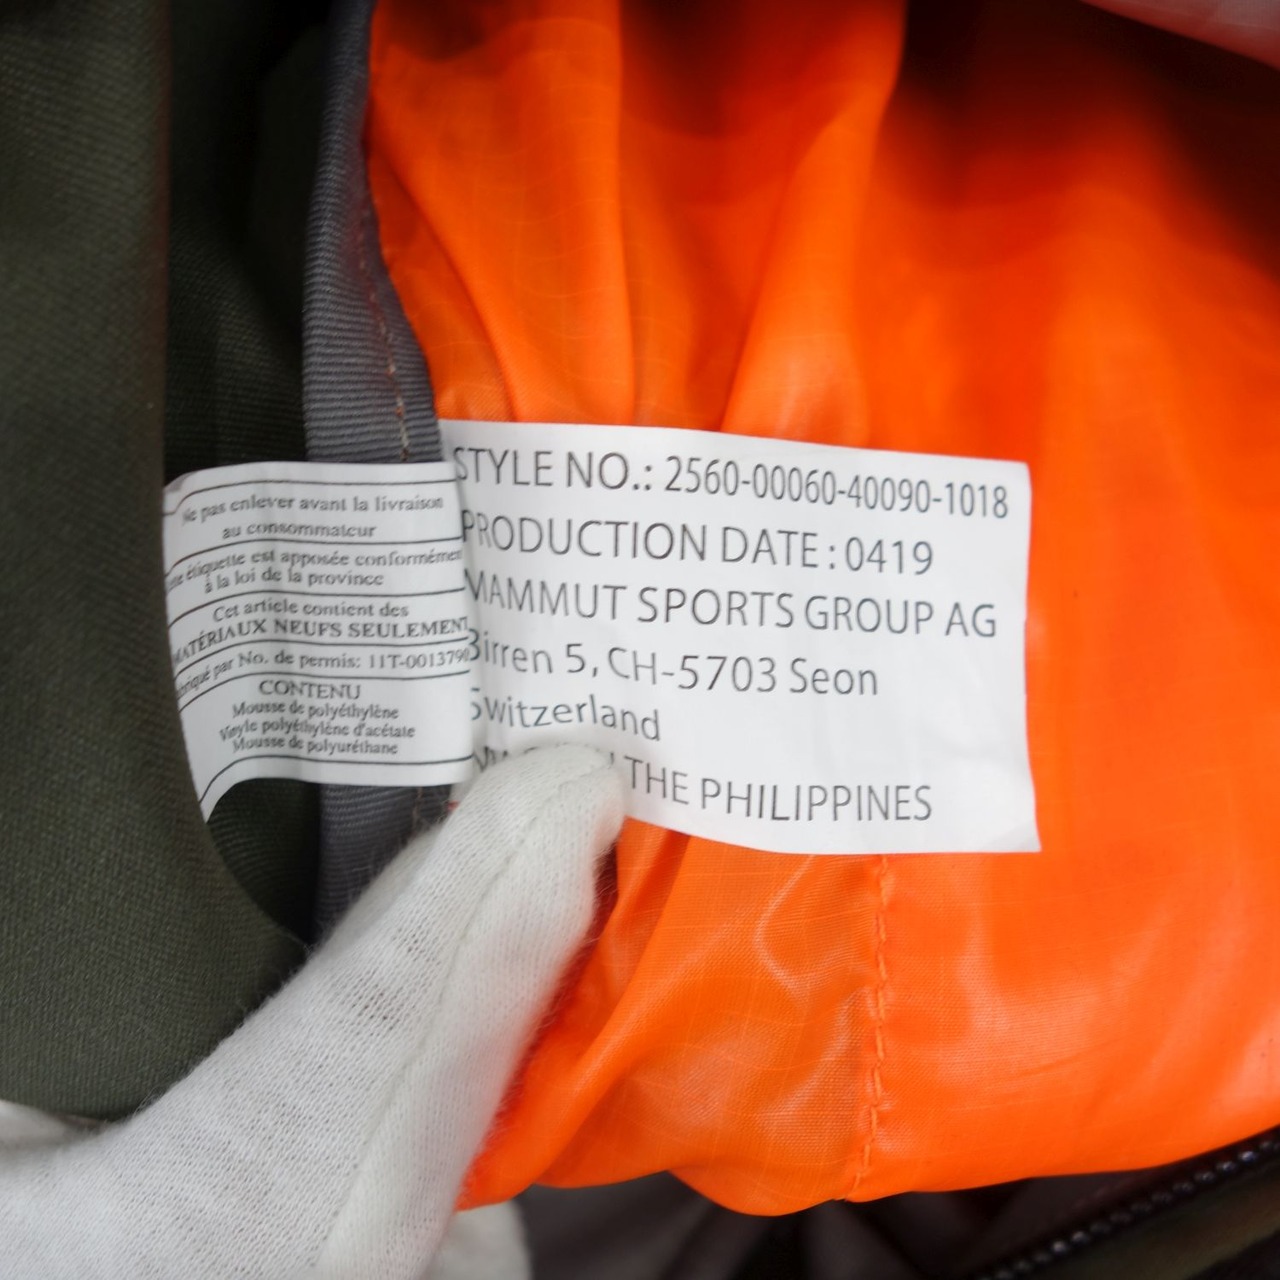 Ne pas enlever avant la livraison
au consommateur
étiquette est apposée conformémen
à la loi de la province
Cet article contient des
MATÉRIAUX NEUFS SEULEMENT
par No. de permis: 11T-0013790
CONTENU
Mousse de polyéthylène
Vinyle polyéthylène d'acétate
Mousse de polyuréthane
STYLE NO.: 2560-00060-40090-1018
PRODUCTION DATE : 0419
MAMMUT SPORTS GROUP AG
Birren 5, CH-5703 Seon
Switzerland
THE PHILIPPINES